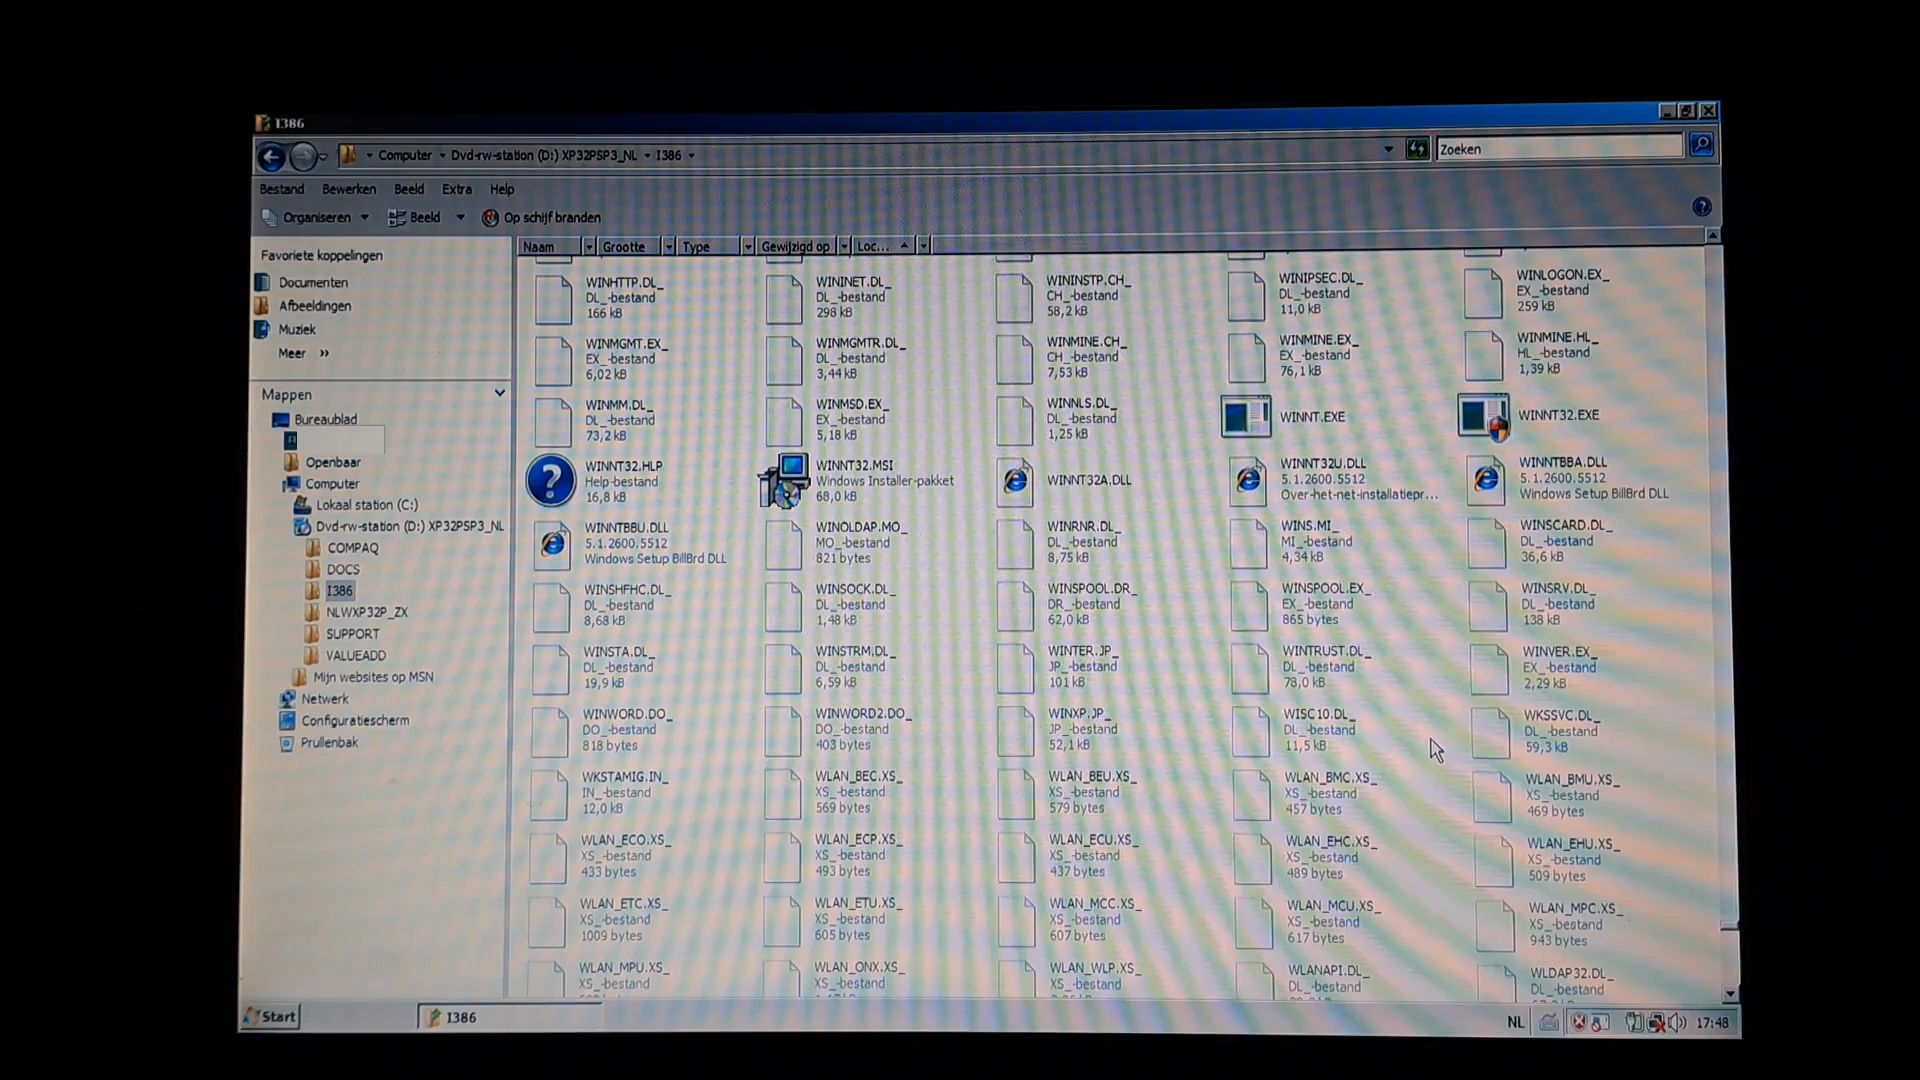 I386
Computer Dvd-rw-station (D:) XP32PSP3_NL I386
Zoeken
Bestand Bewerken Beeld Extra Help
Organiseren Beeld Op schijf branden
Favoriete koppelingen
Documenten
Afbeeldingen
Muziek
Meer »
Mappen
Bureaublad
Openbaar
Computer
Lokaal station (C:)
Dvd-rw-station (D:) XP32PSP3_NL
COMPAQ
DOCS
I386
NLWXP32P_ZX
SUPPORT
VALUEADD
Mijn websites op MSN
Netwerk
Configuratiescherm
Prullenbak
Naam Grootte Type Gewijzigd op Loc...
WINHTTP.DL_
DL_-bestand
166 kB
WININET.DL_
DL_-bestand
298 kB
WININSTP.CH_
CH_-bestand
58,2 kB
WINIPSEC.DL_
DL_-bestand
11,0 kB
WINLOGON.EX_
EX_-bestand
259 kB
WINMGMT.EX_
EX_-bestand
6,02 kB
WINMGMTR.DL_
DL_-bestand
3,44 kB
WINMINE.CH_
CH_-bestand
7,53 kB
WINMINE.EX_
EX_-bestand
76,1 kB
WINMINE.HL_
HL_-bestand
1,39 kB
WINMM.DL_
DL_-bestand
73,2 kB
WINMSD.EX_
EX_-bestand
5,18 kB
WINNLS.DL_
DL_-bestand
1,25 kB
WINNT.EXE
WINNT32.EXE
WINNT32.HLP
Help-bestand
16,8 kB
WINNT32.MSI
Windows Installer-pakket
68,0 kB
WINNT32A.DLL
WINNT32U.DLL
5.1.2600.5512
Over-het-net-installatiepr...
WINNTBBA.DLL
5.1.2600.5512
Windows Setup BillBrd DLL
WINNTBBU.DLL
5.1.2600.5512
Windows Setup BillBrd DLL
WINOLDAP.MO_
MO_-bestand
821 bytes
WINRNR.DL_
DL_-bestand
8,75 kB
WINS.MI_
MI_-bestand
4,34 kB
WINSCARD.DL_
DL_-bestand
36,6 kB
WINSHFHC.DL_
DL_-bestand
8,68 kB
WINSOCK.DL_
DL_-bestand
1,48 kB
WINSPOOL.DR_
DR_-bestand
62,0 kB
WINSPOOL.EX_
EX_-bestand
865 bytes
WINSRV.DL_
DL_-bestand
138 kB
WINSTA.DL_
DL_-bestand
19,9 kB
WINSTRM.DL_
DL_-bestand
6,59 kB
WINTER.JP_
JP_-bestand
101 kB
WINTRUST.DL_
DL_-bestand
78,0 kB
WINVER.EX_
EX_-bestand
2,29 kB
WINWORD.DO_
DO_-bestand
818 bytes
WINWORD2.DO_
DO_-bestand
403 bytes
WINXP.JP_
JP_-bestand
52,1 kB
WISC10.DL_
DL_-bestand
11,5 kB
WKSSVC.DL_
DL_-bestand
59,3 kB
WKSTAMIG.IN_
IN_-bestand
12,0 kB
WLAN_BEC.XS_
XS_-bestand
569 bytes
WLAN_BEU.XS_
XS_-bestand
579 bytes
WLAN_BMC.XS_
XS_-bestand
457 bytes
WLAN_BMU.XS_
XS_-bestand
469 bytes
WLAN_ECO.XS_
XS_-bestand
433 bytes
WLAN_ECP.XS_
XS_-bestand
493 bytes
WLAN_ECU.XS_
XS_-bestand
437 bytes
WLAN_EHC.XS_
XS_-bestand
489 bytes
WLAN_EHU.XS_
XS_-bestand
509 bytes
WLAN_ETC.XS_
XS_-bestand
1009 bytes
WLAN_ETU.XS_
XS_-bestand
605 bytes
WLAN_MCC.XS_
XS_-bestand
607 bytes
WLAN_MCU.XS_
XS_-bestand
617 bytes
WLAN_MPC.XS_
XS_-bestand
943 bytes
WLAN_MPU.XS_
XS_-bestand
WLAN_ONX.XS_
XS_-bestand
WLAN_WLP.XS_
XS_-bestand
WLANAPI.DL_
DL_-bestand
WLDAP32.DL_
DL_-bestand
Start I386 NL 17:48